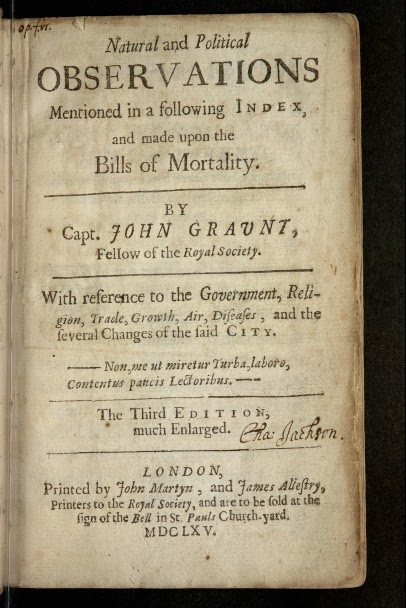 Natural and Political
OBSERVATIONS
Mentioned in a following INDEX,
and made upon the
Bills of Mortality.
BY
Capt. JOHN GRAVNT,
Fellow of the Royal Society.
With reference to the Government, Reli-
gion, Trade, Growth, Air, Diſeaſes, and the
ſeveral Changes of the ſaid CITY.
—— Non, me ut miretur Turba, laboro,
Contentus paucis Lectoribus. ——
The Third EDITION,
much Enlarged.
Cha: Jackson.
LONDON,
Printed by John Martyn, and James Alleſtry,
Printers to the Royal Society, and are to be ſold at the
ſign of the Bell in St. Pauls Church-yard.
MDCLXV.